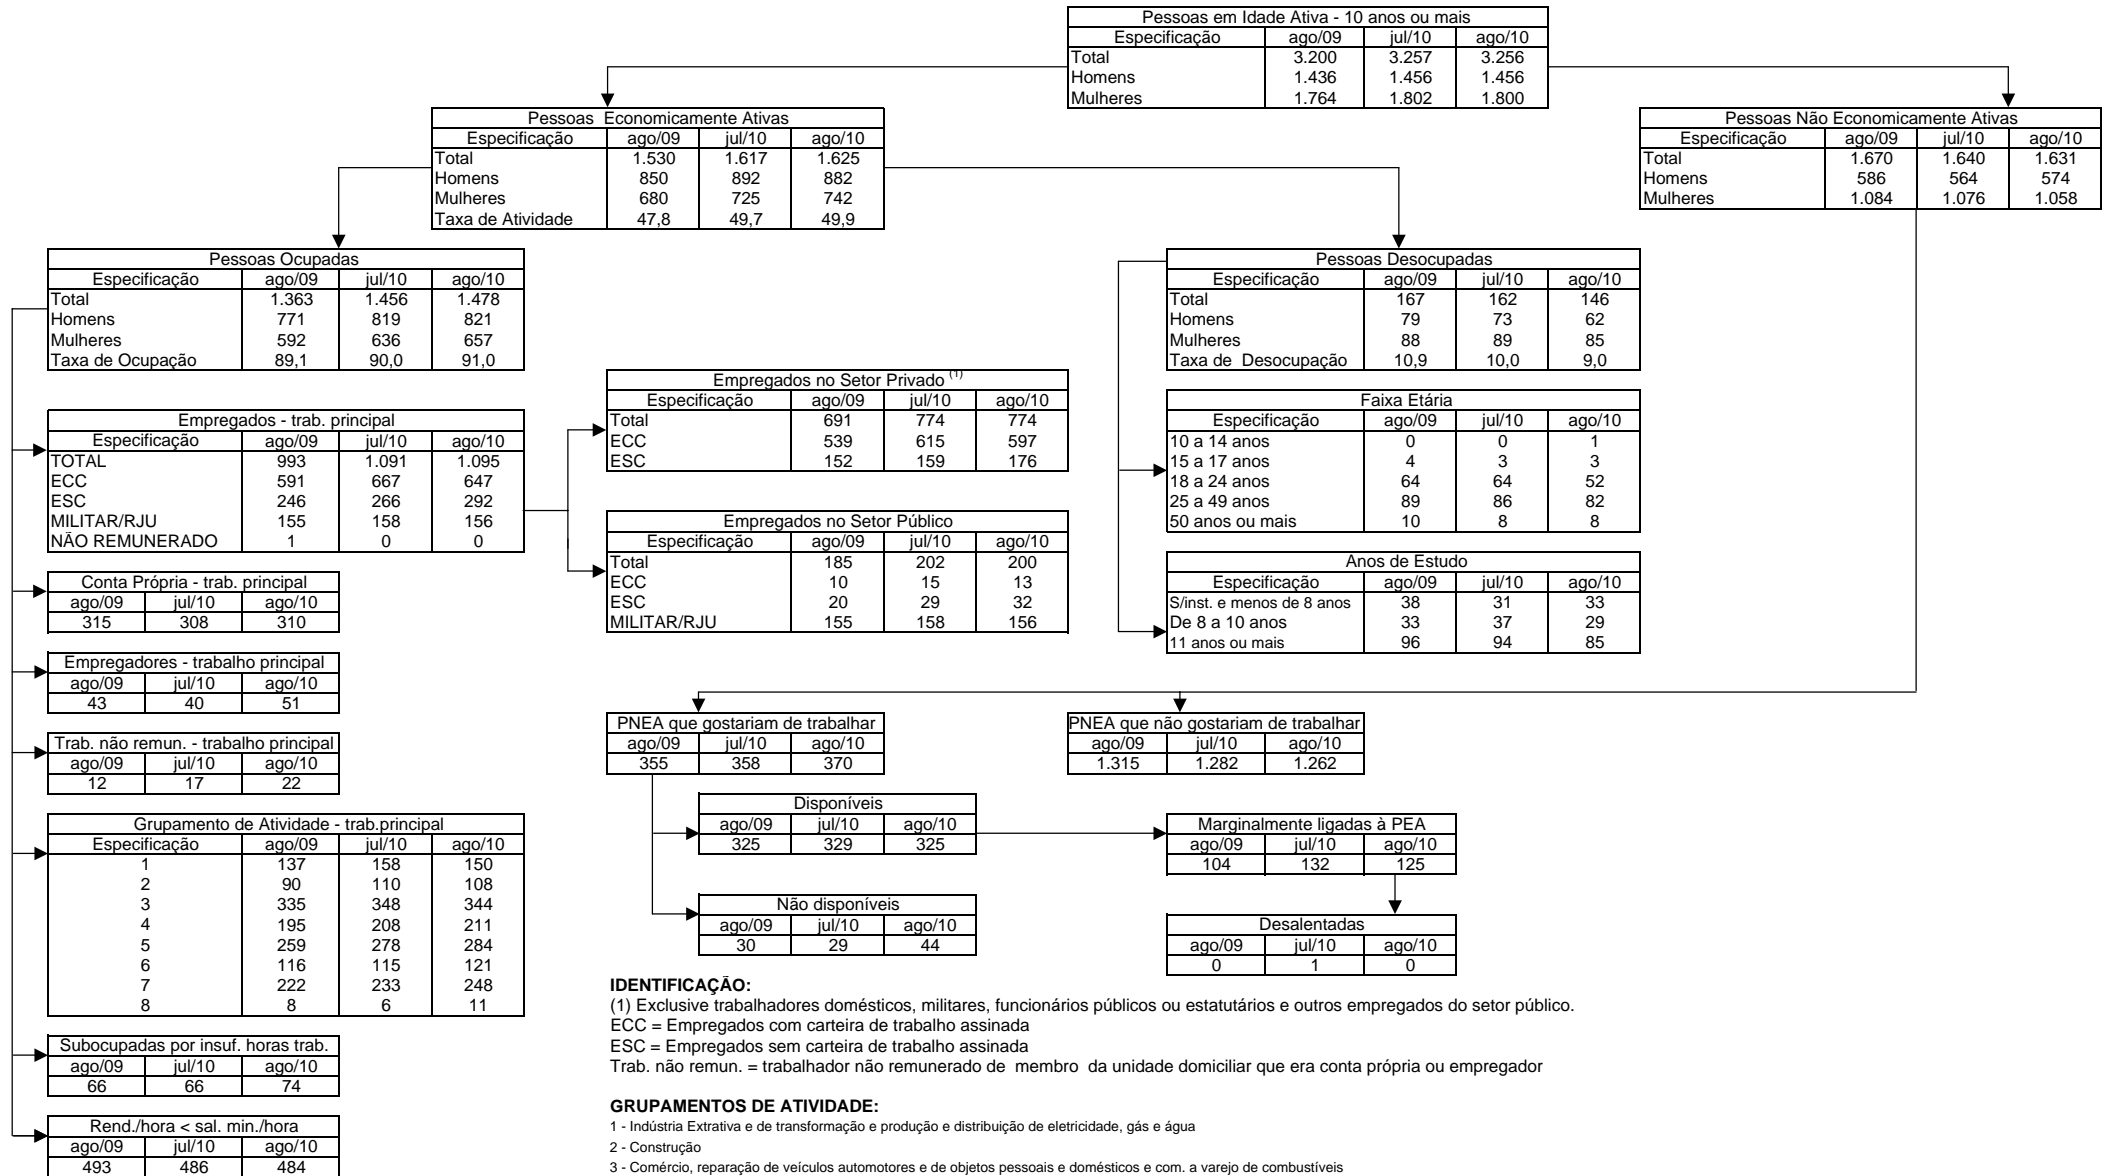 Pessoas em Idade Ativa - 10 anos ou mais
Especificação ago/09 jul/10 ago/10
Total 3.200 3.257 3.256
Homens 1.436 1.456 1.456
Mulheres 1.764 1.802 1.800
Pessoas Economicamente Ativas
Especificação ago/09 jul/10 ago/10
Total 1.530 1.617 1.625
Homens 850 892 882
Mulheres 680 725 742
Taxa de Atividade 47,8 49,7 49,9
Pessoas Não Economicamente Ativas
Especificação ago/09 jul/10 ago/10
Total 1.670 1.640 1.631
Homens 586 564 574
Mulheres 1.084 1.076 1.058
Pessoas Ocupadas
Especificação ago/09 jul/10 ago/10
Total 1.363 1.456 1.478
Homens 771 819 821
Mulheres 592 636 657
Taxa de Ocupação 89,1 90,0 91,0
Pessoas Desocupadas
Especificação ago/09 jul/10 ago/10
Total 167 162 146
Homens 79 73 62
Mulheres 88 89 85
Taxa de Desocupação 10,9 10,0 9,0
Empregados - trab. principal
Especificação ago/09 jul/10 ago/10
TOTAL 993 1.091 1.095
ECC 591 667 647
ESC 246 266 292
MILITAR/RJU 155 158 156
NÃO REMUNERADO 1 0 0
Empregados no Setor Privado (1)
Especificação ago/09 jul/10 ago/10
Total 691 774 774
ECC 539 615 597
ESC 152 159 176
Empregados no Setor Público
Especificação ago/09 jul/10 ago/10
Total 185 202 200
ECC 10 15 13
ESC 20 29 32
MILITAR/RJU 155 158 156
Faixa Etária
Especificação ago/09 jul/10 ago/10
10 a 14 anos 0 0 1
15 a 17 anos 4 3 3
18 a 24 anos 64 64 52
25 a 49 anos 89 86 82
50 anos ou mais 10 8 8
Anos de Estudo
Especificação ago/09 jul/10 ago/10
S/inst. e menos de 8 anos 38 31 33
De 8 a 10 anos 33 37 29
11 anos ou mais 96 94 85
Conta Própria - trab. principal
ago/09 jul/10 ago/10
315 308 310
Empregadores - trabalho principal
ago/09 jul/10 ago/10
43 40 51
Trab. não remun. - trabalho principal
ago/09 jul/10 ago/10
12 17 22
Grupamento de Atividade - trab.principal
Especificação ago/09 jul/10 ago/10
1 137 158 150
2 90 110 108
3 335 348 344
4 195 208 211
5 259 278 284
6 116 115 121
7 222 233 248
8 8 6 11
Subocupadas por insuf. horas trab.
ago/09 jul/10 ago/10
66 66 74
Rend./hora < sal. min./hora
ago/09 jul/10 ago/10
493 486 484
PNEA que gostariam de trabalhar
ago/09 jul/10 ago/10
355 358 370
PNEA que não gostariam de trabalhar
ago/09 jul/10 ago/10
1.315 1.282 1.262
Disponíveis
ago/09 jul/10 ago/10
325 329 325
Marginalmente ligadas à PEA
ago/09 jul/10 ago/10
104 132 125
Não disponíveis
ago/09 jul/10 ago/10
30 29 44
Desalentadas
ago/09 jul/10 ago/10
0 1 0
IDENTIFICAÇÃO:
(1) Exclusive trabalhadores domésticos, militares, funcionários públicos ou estatutários e outros empregados do setor público.
ECC = Empregados com carteira de trabalho assinada
ESC = Empregados sem carteira de trabalho assinada
Trab. não remun. = trabalhador não remunerado de membro da unidade domiciliar que era conta própria ou empregador
GRUPAMENTOS DE ATIVIDADE:
1 - Indústria Extrativa e de transformação e produção e distribuição de eletricidade, gás e água
2 - Construção
3 - Comércio, reparação de veículos automotores e de objetos pessoais e domésticos e com. a varejo de combustíveis